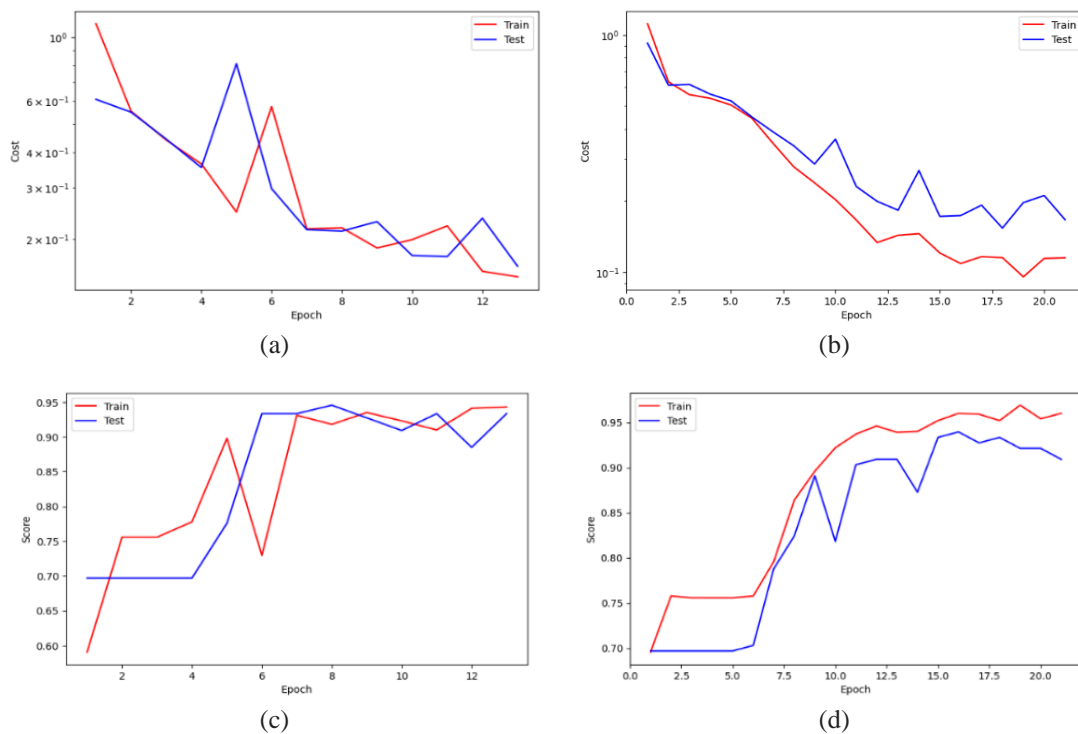 10⁰
6 × 10⁻¹
4 × 10⁻¹
3 × 10⁻¹
2 × 10⁻¹
Cost
Train
Test
2 4 6 8 10 12
Epoch
(a)
10⁰
10⁻¹
Cost
Train
Test
0.0 2.5 5.0 7.5 10.0 12.5 15.0 17.5 20.0
Epoch
(b)
0.95
0.90
0.85
0.80
0.75
0.70
0.65
0.60
Score
Train
Test
2 4 6 8 10 12
Epoch
(c)
0.95
0.90
0.85
0.80
0.75
0.70
Score
Train
Test
0.0 2.5 5.0 7.5 10.0 12.5 15.0 17.5 20.0
Epoch
(d)